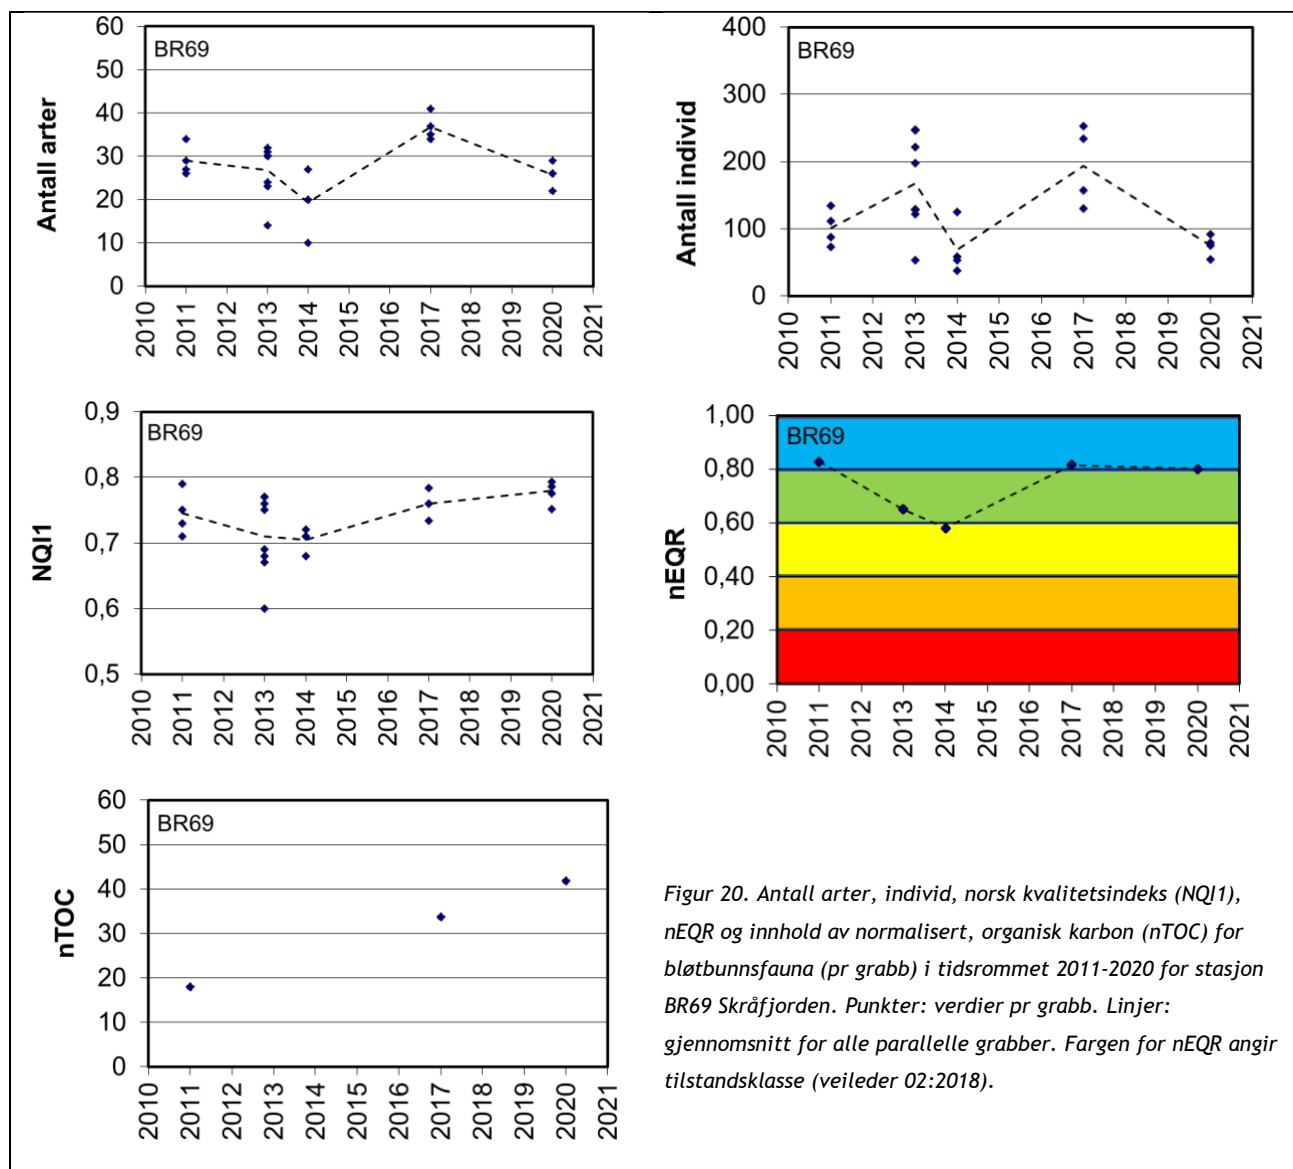 Antall arter
60
50
40
30
20
10
0
BR69
2010 2011 2012 2013 2014 2015 2016 2017 2018 2019 2020 2021
Antall individ
400
300
200
100
0
BR69
2010 2011 2012 2013 2014 2015 2016 2017 2018 2019 2020 2021
NQI1
0,9
0,8
0,7
0,6
0,5
BR69
2010 2011 2012 2013 2014 2015 2016 2017 2018 2019 2020 2021
nEQR
1,00
0,80
0,60
0,40
0,20
0,00
BR69
2010 2011 2012 2013 2014 2015 2016 2017 2018 2019 2020 2021
nTOC
60
50
40
30
20
10
0
BR69
2010 2011 2012 2013 2014 2015 2016 2017 2018 2019 2020 2021
Figur 20. Antall arter, individ, norsk kvalitetsindeks (NQI1),
nEQR og innhold av normalisert, organisk karbon (nTOC) for
bløtbunnsfauna (pr grabb) i tidsrommet 2011-2020 for stasjon
BR69 Skråfjorden. Punkter: verdier pr grabb. Linjer:
gjennomsnitt for alle parallelle grabber. Fargen for nEQR angir
tilstandsklasse (veileder 02:2018).